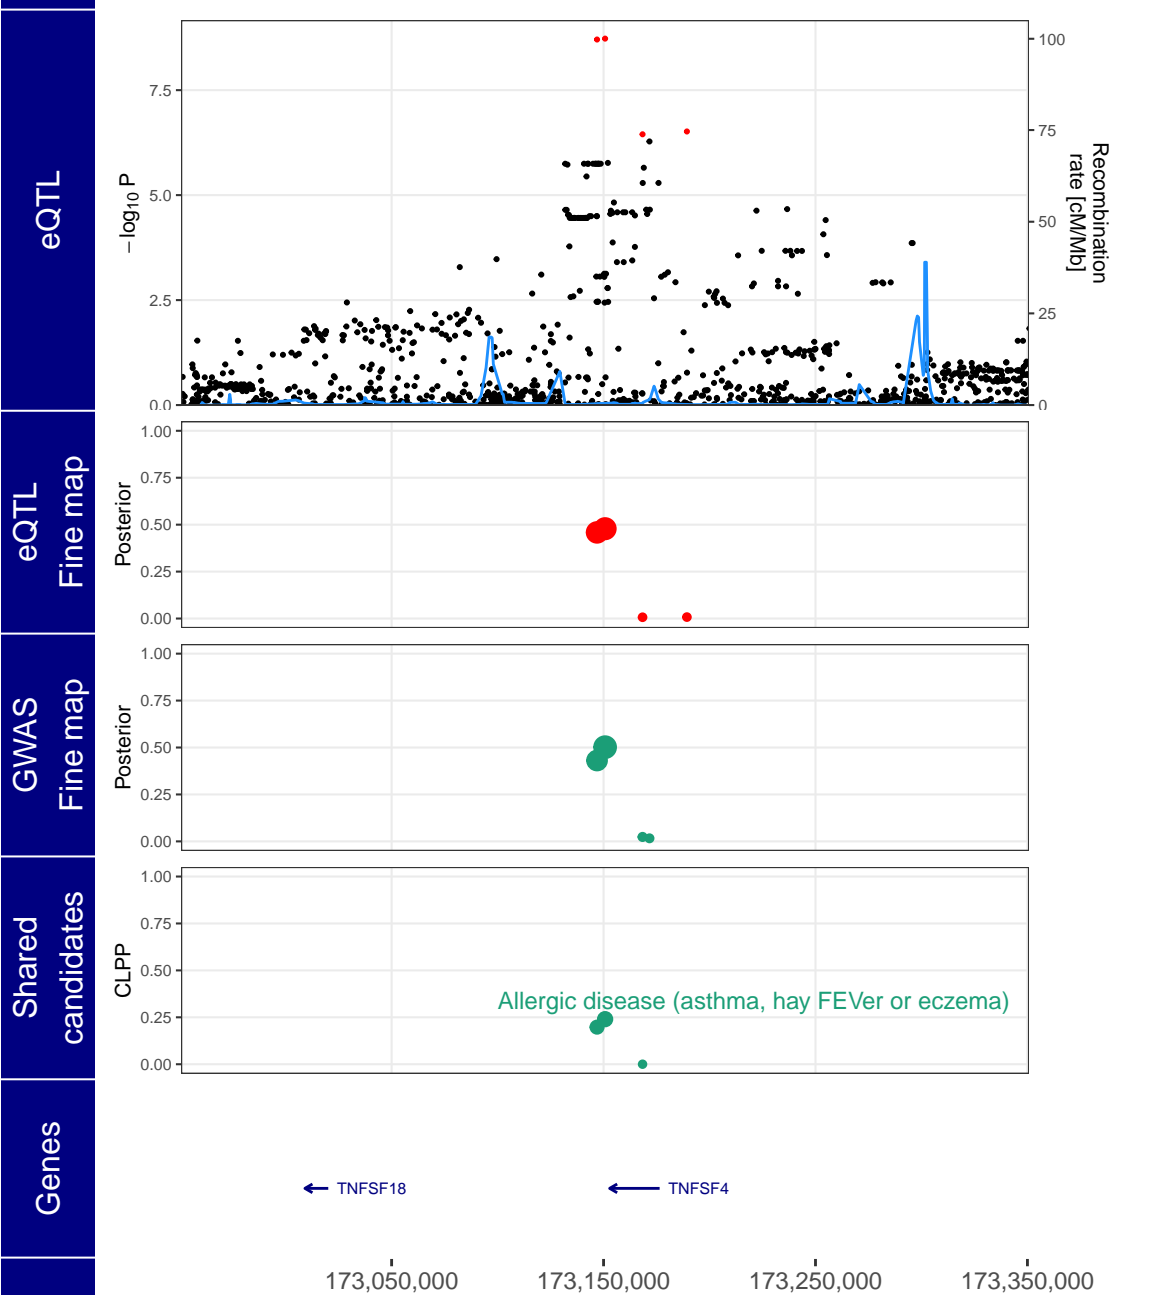 eQTL
−log10 P
7.5
5.0
2.5
0.0
100
75
50
25
0
Recombination
rate [cM/Mb]
eQTL
Fine map
Posterior
1.00
0.75
0.50
0.25
0.00
GWAS
Fine map
Posterior
1.00
0.75
0.50
0.25
0.00
Shared
candidates
CLPP
1.00
0.75
0.50
0.25
0.00
Allergic disease (asthma, hay FEVer or eczema)
Genes
TNFSF18
TNFSF4
173,050,000
173,150,000
173,250,000
173,350,000